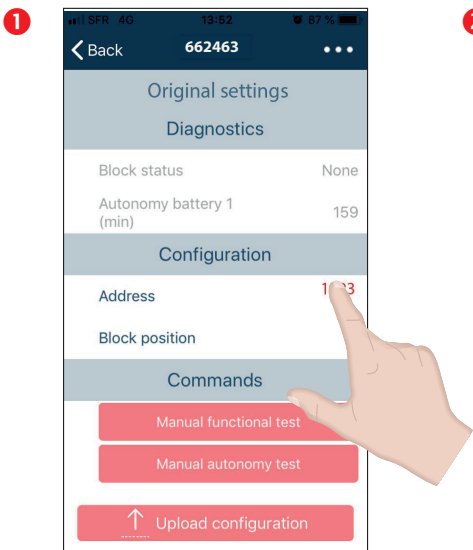 1
SFR 4G 13:52 87 %
Back 662463 •••
Original settings
Diagnostics
Block status None
Autonomy battery 1 159
(min)
Configuration
Address
Block position
Commands
Manual functional test
Manual autonomy test
Upload configuration